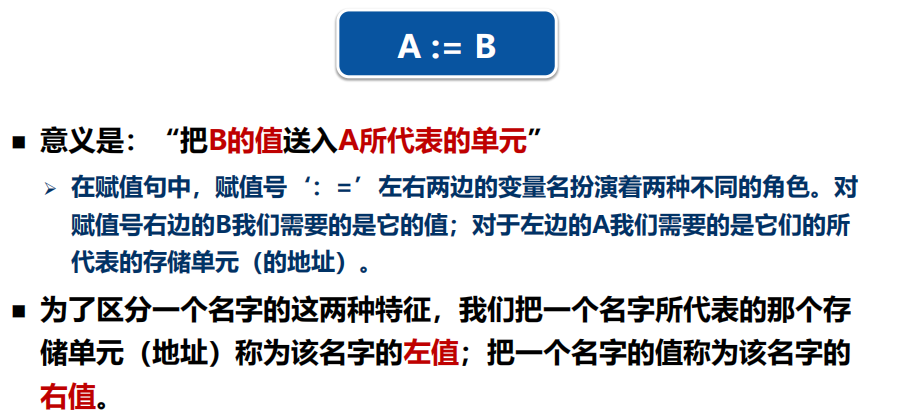 A := B
■ 意义是：“把B的值送入A所代表的单元”
➢ 在赋值句中，赋值号‘：=’左右两边的变量名扮演着两种不同的角色。对
赋值号右边的B我们需要的是它的值；对于左边的A我们需要的是它们的所
代表的存储单元（的地址）。
■ 为了区分一个名字的这两种特征，我们把一个名字所代表的那个存
储单元（地址）称为该名字的左值；把一个名字的值称为该名字的
右值。